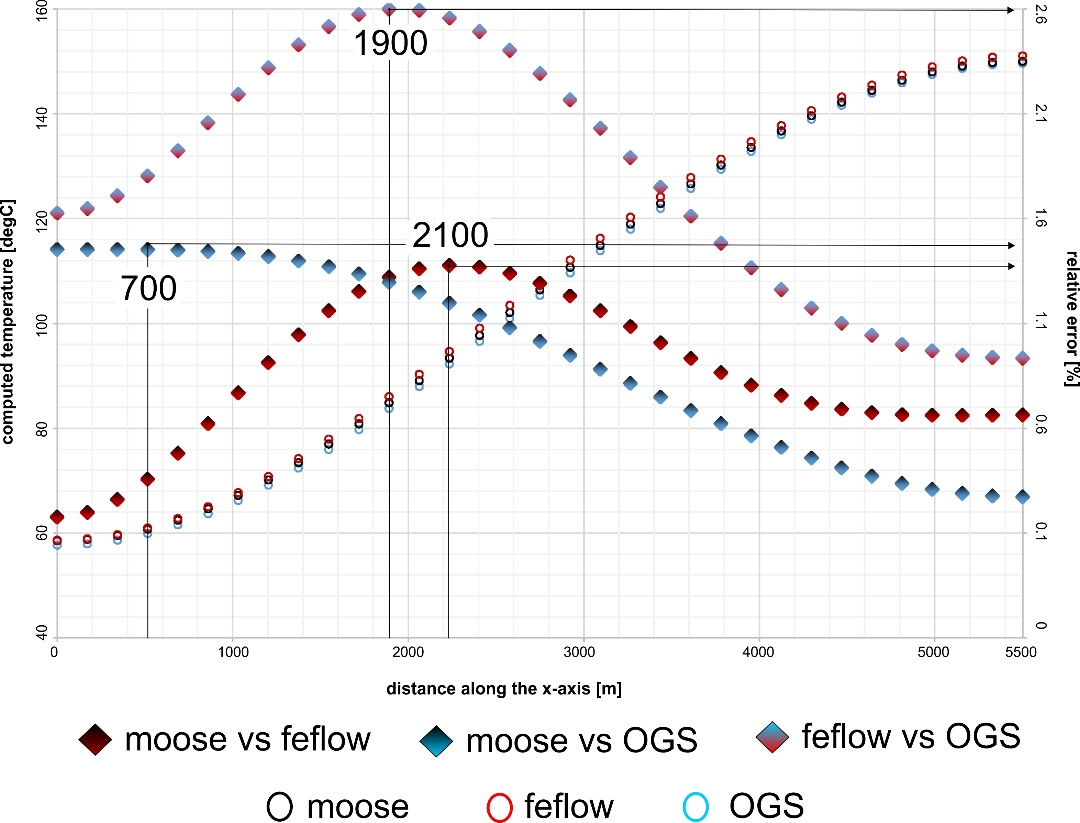 160
140
120
100
80
60
40
computed temperature [degC]
1900
2100
700
2.6
2.1
1.6
1.1
0.6
0.1
0
relative error [%]
0
1000
2000
3000
4000
5000
5500
distance along the x-axis [m]
moose vs feflow
moose vs OGS
feflow vs OGS
moose
feflow
OGS